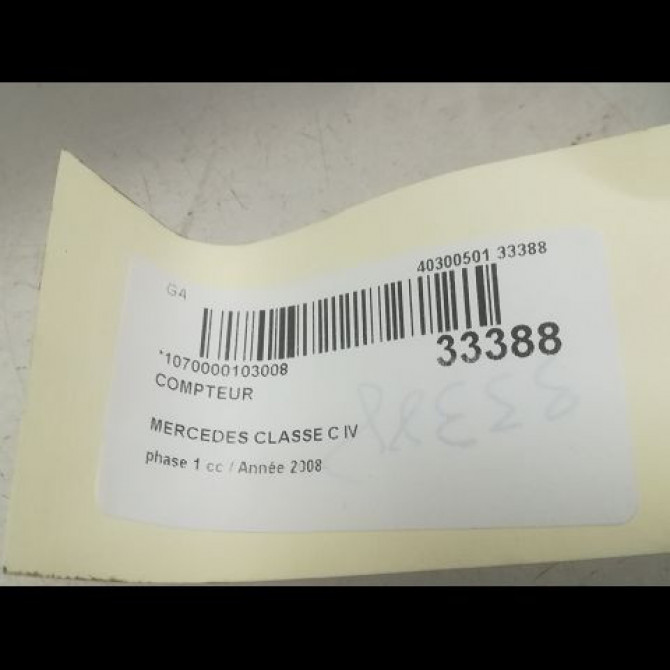 40300501 33388
G4
*1070000103008
33388
COMPTEUR
MERCEDES CLASSE C IV
phase 1 cc / Année 2008